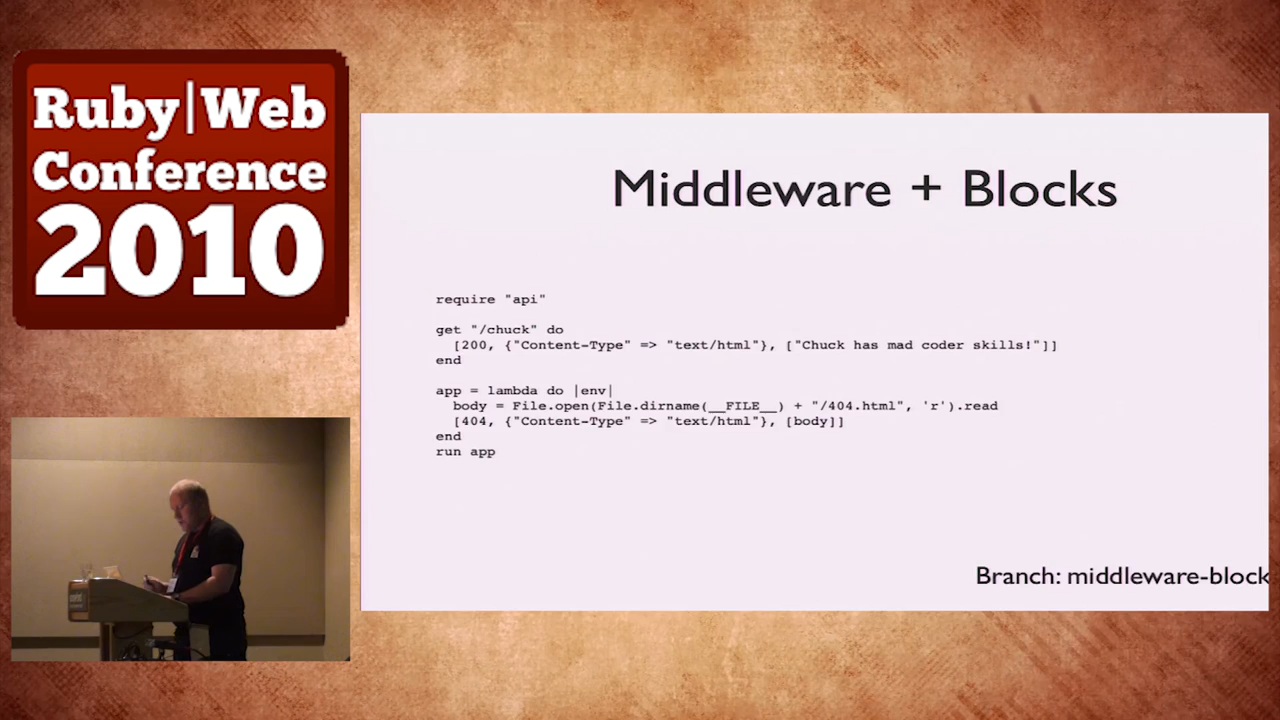 Ruby|Web
Conference
2010
Middleware + Blocks
require "api"
get "/chuck" do
[200, {"Content-Type" => "text/html"}, ["Chuck has mad coder skills!"]]
end
app = lambda do |env|
body = File.open(File.dirname(__FILE__) + "/404.html", 'r').read
[404, {"Content-Type" => "text/html"}, [body]]
end
run app
Branch: middleware-block